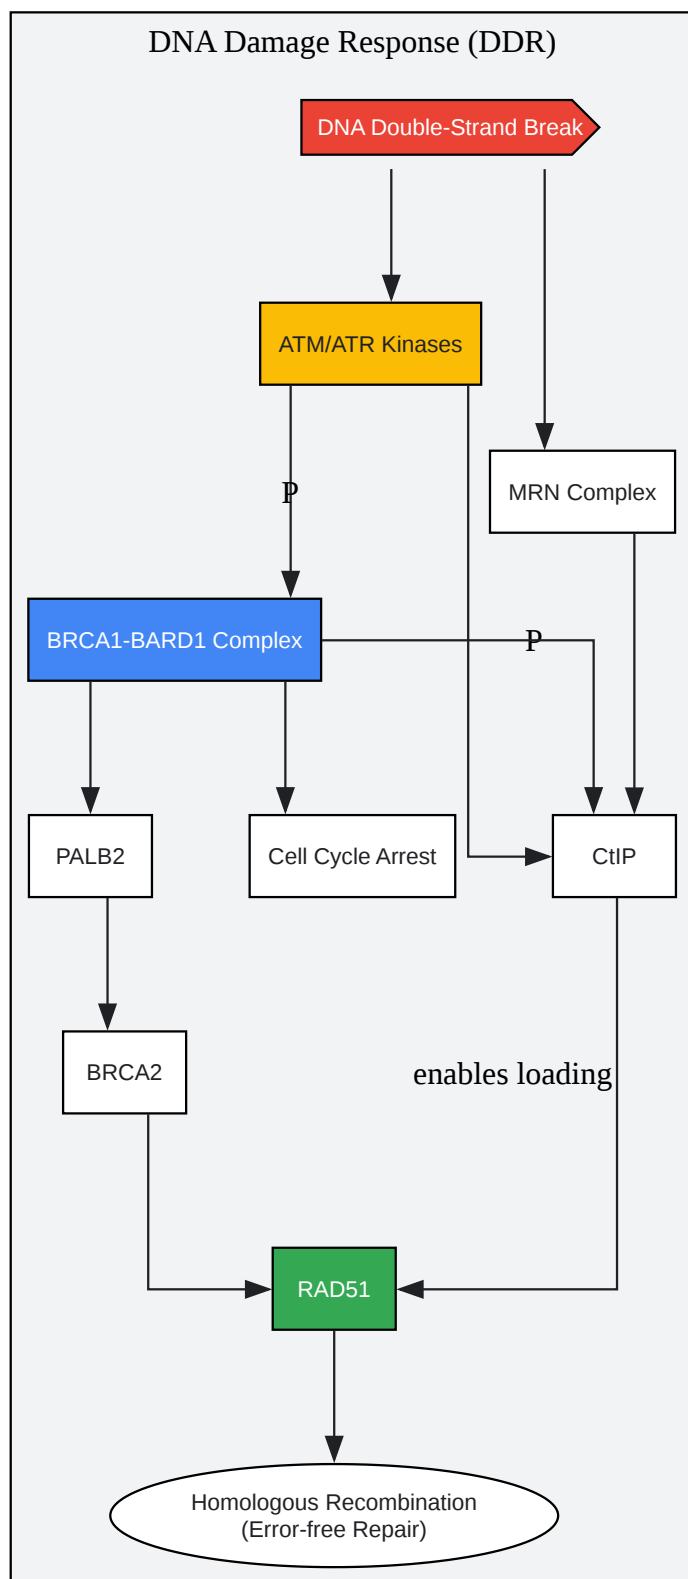 DNA Damage Response (DDR)
DNA Double-Strand Break
ATM/ATR Kinases
MRN Complex
P
BRCA1-BARD1 Complex
P
PALB2
Cell Cycle Arrest
CtIP
BRCA2
enables loading
RAD51
Homologous Recombination
(Error-free Repair)